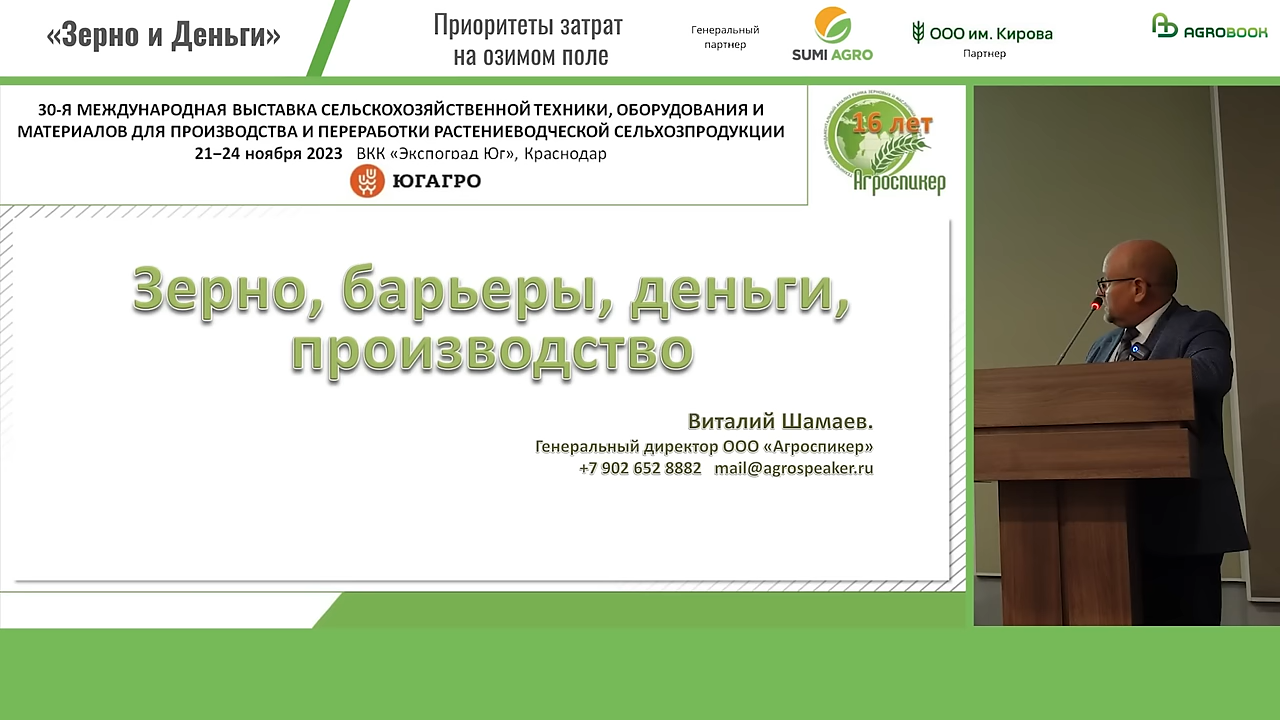 «Зерно и Деньги»
Приоритеты затрат
на озимом поле
Генеральный
партнер
SUMI AGRO
ООО им. Кирова
Партнер
AGROBOOK
30-Я МЕЖДУНАРОДНАЯ ВЫСТАВКА СЕЛЬСКОХОЗЯЙСТВЕННОЙ ТЕХНИКИ, ОБОРУДОВАНИЯ И
МАТЕРИАЛОВ ДЛЯ ПРОИЗВОДСТВА И ПЕРЕРАБОТКИ РАСТЕНИЕВОДЧЕСКОЙ СЕЛЬХОЗПРОДУКЦИИ
21–24 ноября 2023 ВКК «Экспоград Юг», Краснодар
ЮГАГРО
16 лет
Агроспикер
Зерно, барьеры, деньги,
производство
Виталий Шамаев.
Генеральный директор ООО «Агроспикер»
+7 902 652 8882 mail@agrospeaker.ru